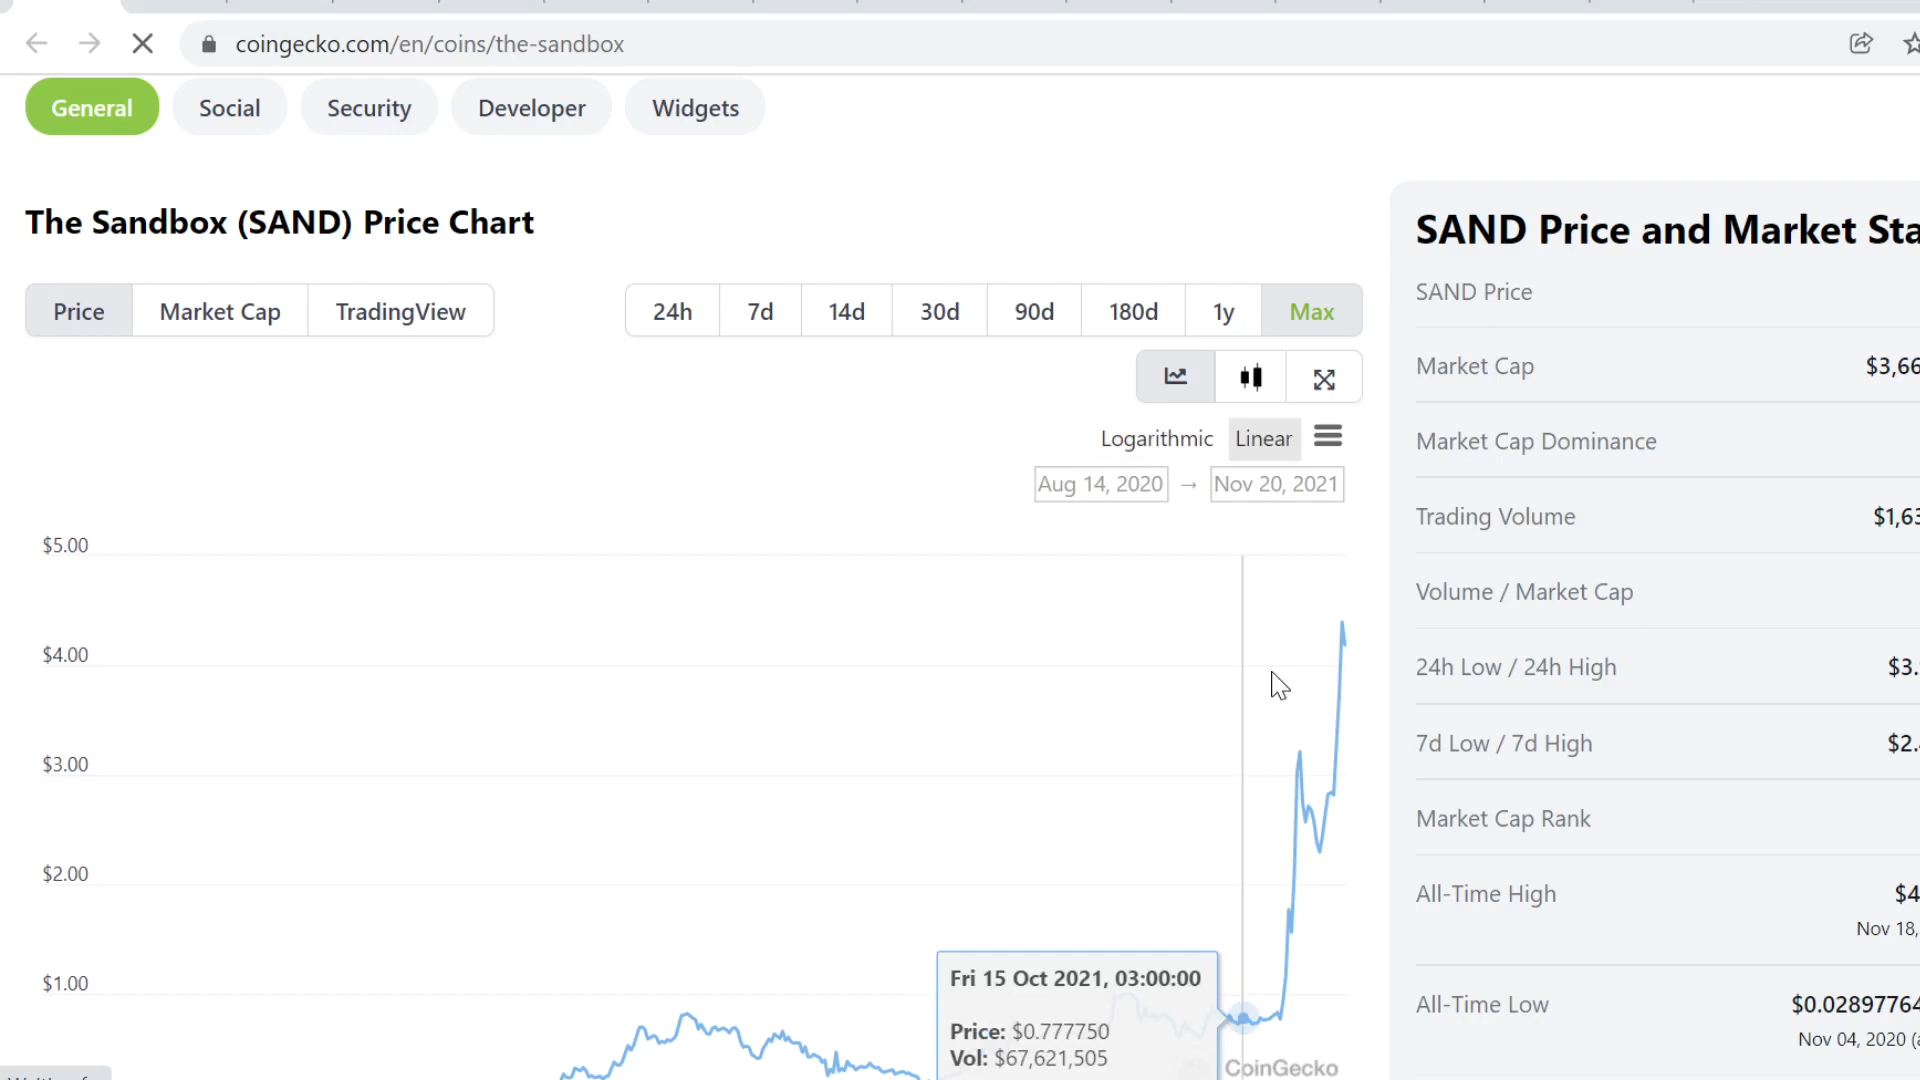 coingecko.com/en/coins/the-sandbox
General Social Security Developer Widgets
The Sandbox (SAND) Price Chart
Price Market Cap TradingView 24h 7d 14d 30d 90d 180d 1y Max
Logarithmic Linear
Aug 14, 2020 → Nov 20, 2021
$5.00
$4.00
$3.00
$2.00
$1.00
Fri 15 Oct 2021, 03:00:00
Price: $0.777750
Vol: $67,621,505
CoinGecko
SAND Price and Market Sta
SAND Price
Market Cap $3,66
Market Cap Dominance
Trading Volume $1,63
Volume / Market Cap
24h Low / 24h High $3.
7d Low / 7d High $2.
Market Cap Rank
All-Time High $4
Nov 18,
All-Time Low $0.02897764
Nov 04, 2020 (